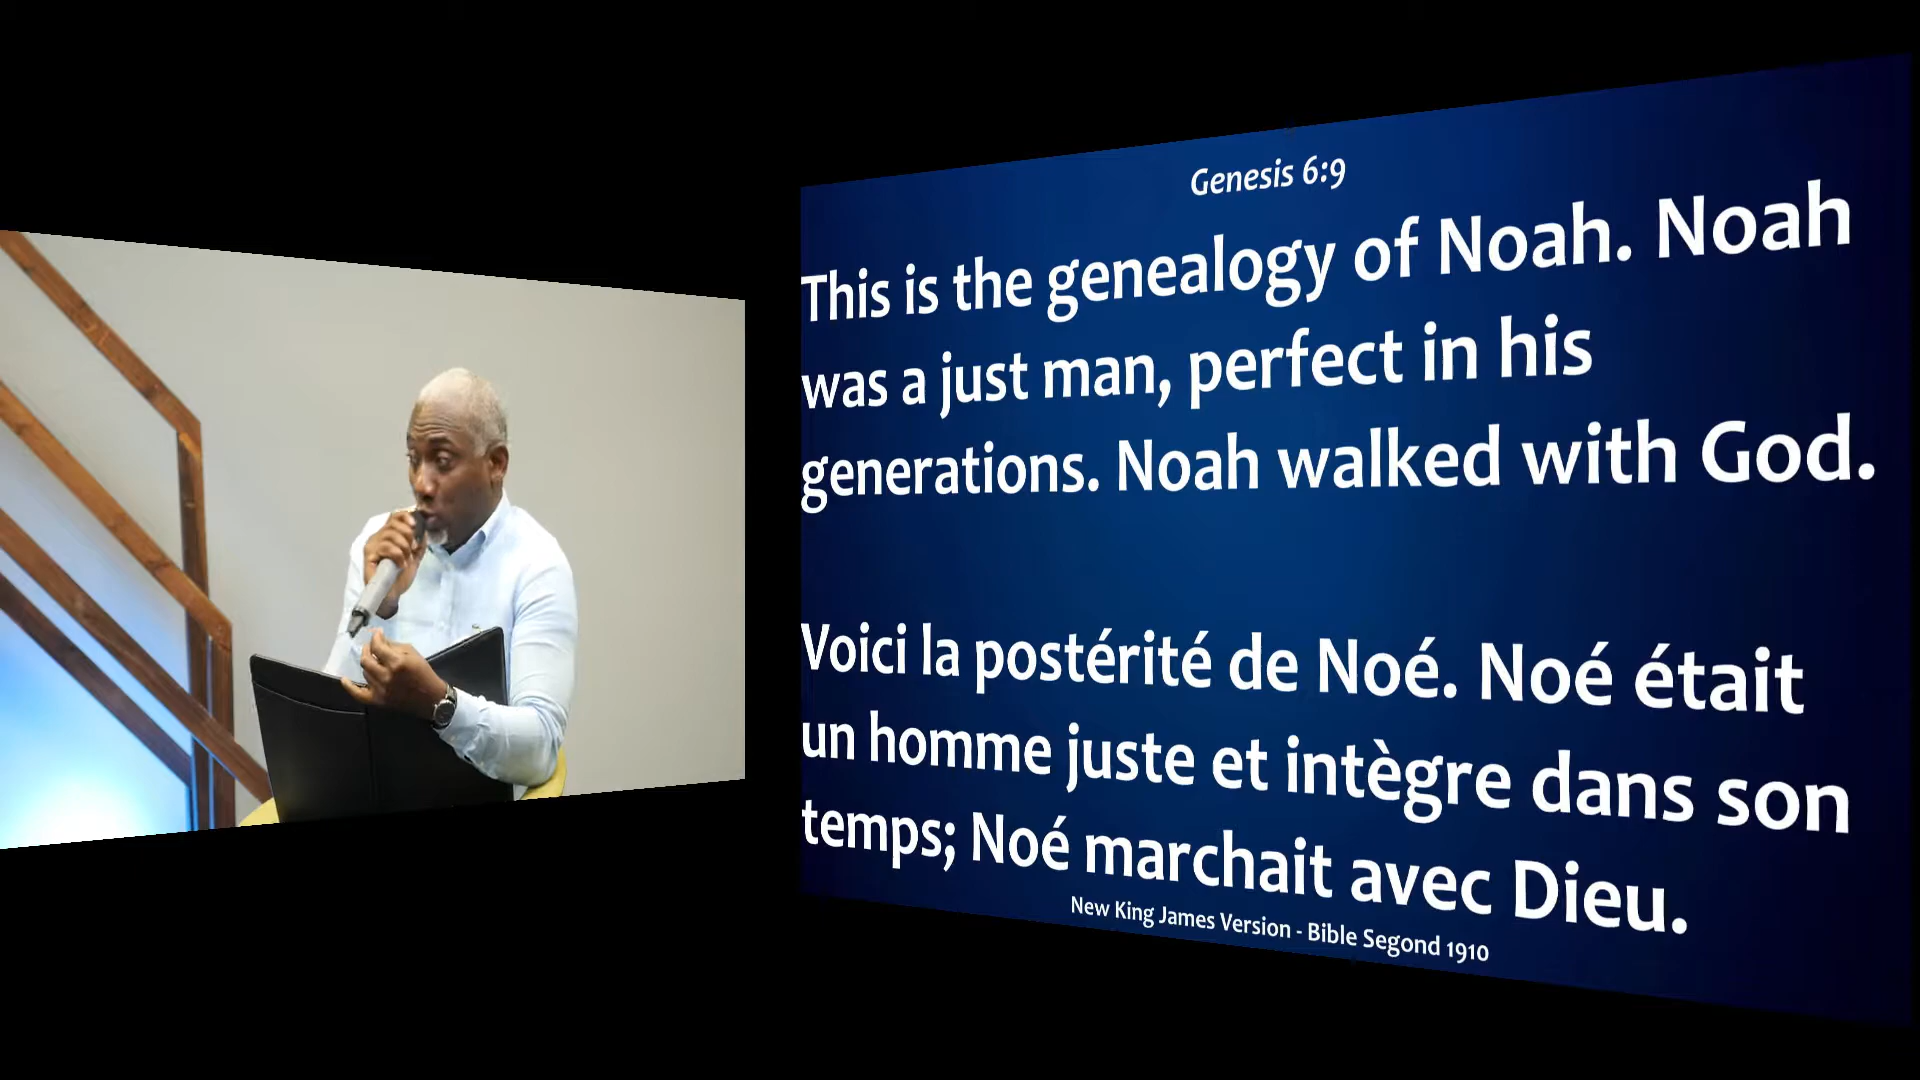 Genesis 6:9
This is the genealogy of Noah. Noah
was a just man, perfect in his
generations. Noah walked with God.
Voici la postérité de Noé. Noé était
un homme juste et intègre dans son
temps; Noé marchait avec Dieu.
New King James Version - Bible Segond 1910